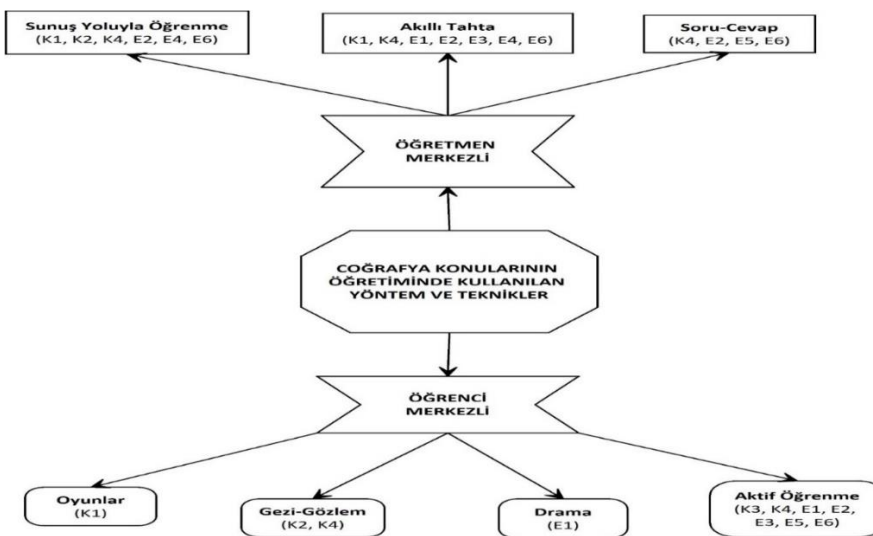 Sunuş Yoluyla Öğrenme
(K1, K2, K4, E2, E4, E6)
Akıllı Tahta
(K1, K4, E1, E2, E3, E4, E6)
Soru-Cevap
(K4, E2, E5, E6)
ÖĞRETMEN
MERKEZLİ
COĞRAFYA KONULARININ
ÖĞRETİMİNDE KULLANILAN
YÖNTEM VE TEKNİKLER
ÖĞRENCİ
MERKEZLİ
Oyunlar
(K1)
Gezi-Gözlem
(K2, K4)
Drama
(E1)
Aktif Öğrenme
(K3, K4, E1, E2,
E3, E5, E6)